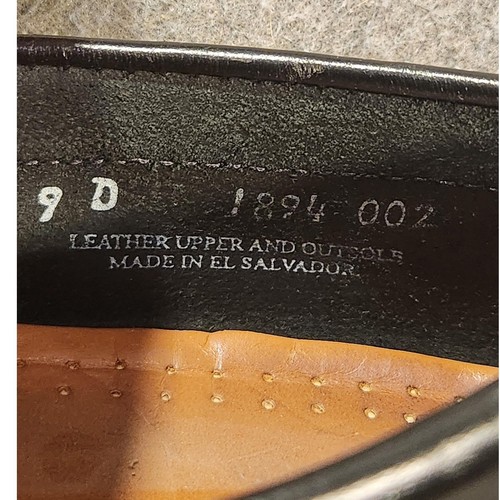 9 D 1894 002
LEATHER UPPER AND OUTSOLE
MADE IN EL SALVADOR